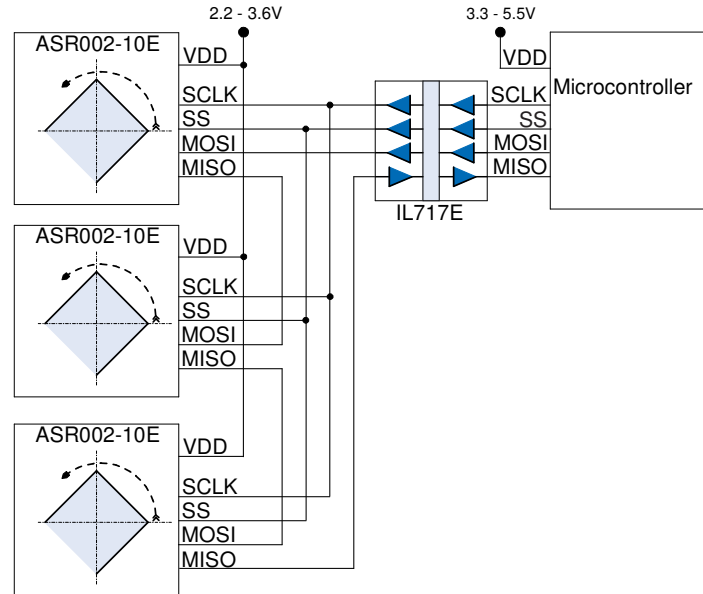 2.2 - 3.6V
3.3 - 5.5V
ASR002-10E
VDD
SCLK
SS
MOSI
MISO
IL717E
VDD
SCLK
SS
MOSI
MISO
Microcontroller
ASR002-10E
VDD
SCLK
SS
MOSI
MISO
ASR002-10E
VDD
SCLK
SS
MOSI
MISO